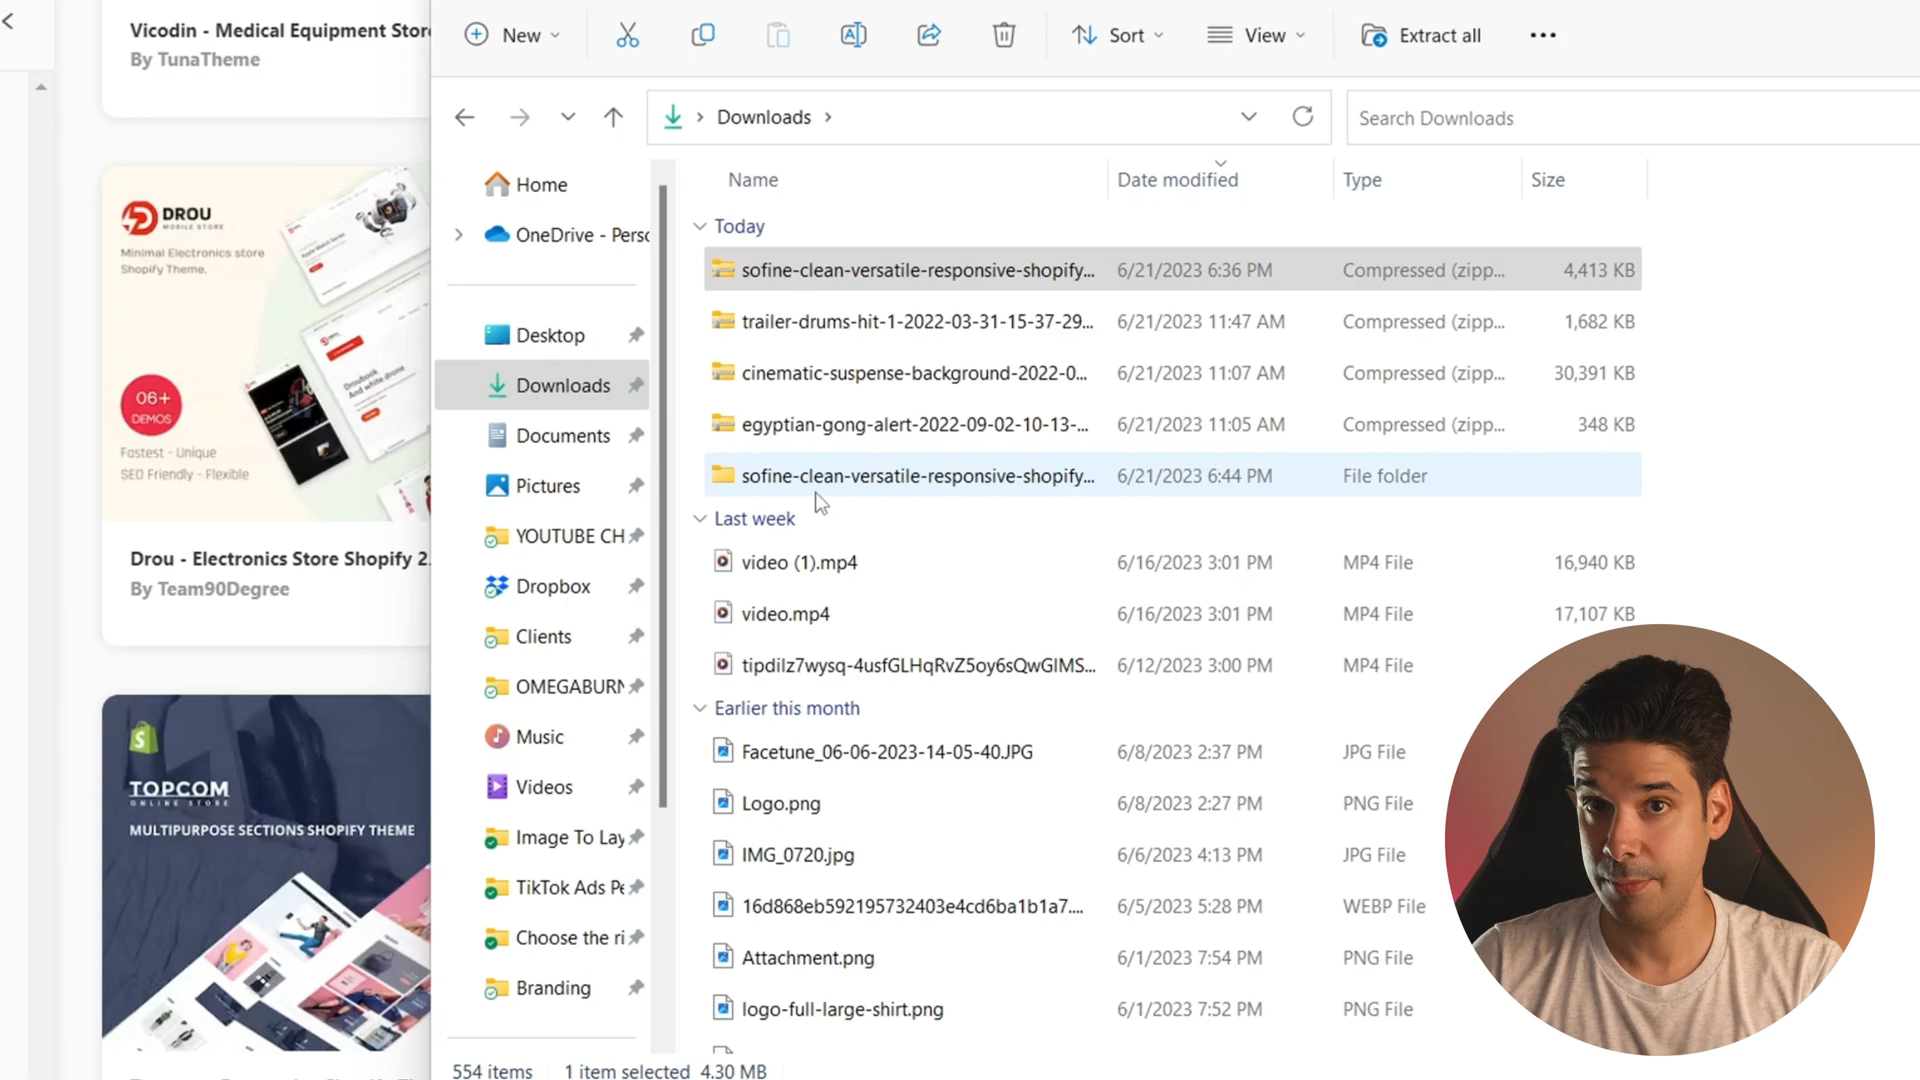 Vicodin - Medical Equipment Stor
By TunaTheme
DROU
MOBILE STORE
Minimal Electronics store
Shopify Theme.
06+
DEMOS
Fastest - Unique
SEO Friendly - Flexible
Drou - Electronics Store Shopify 2.
By Team90Degree
TOPCOM
ONLINE STORE
MULTIPURPOSE SECTIONS SHOPIFY THEME
New
Sort
View
Extract all
Downloads
Search Downloads
Home
OneDrive - Perso
Desktop
Downloads
Documents
Pictures
YOUTUBE CH
Dropbox
Clients
OMEGABURN
Music
Videos
Image To Lay
TikTok Ads Pe
Choose the ri
Branding
Name Date modified Type Size
Today
sofine-clean-versatile-responsive-shopify... 6/21/2023 6:36 PM Compressed (zipp... 4,413 KB
trailer-drums-hit-1-2022-03-31-15-37-29... 6/21/2023 11:47 AM Compressed (zipp... 1,682 KB
cinematic-suspense-background-2022-0... 6/21/2023 11:07 AM Compressed (zipp... 30,391 KB
egyptian-gong-alert-2022-09-02-10-13-... 6/21/2023 11:05 AM Compressed (zipp... 348 KB
sofine-clean-versatile-responsive-shopify... 6/21/2023 6:44 PM File folder
Last week
video (1).mp4 6/16/2023 3:01 PM MP4 File 16,940 KB
video.mp4 6/16/2023 3:01 PM MP4 File 17,107 KB
tipdilz7wysq-4usfGLHqRvZ5oy6sQwGIMS... 6/12/2023 3:00 PM MP4 File
Earlier this month
Facetune_06-06-2023-14-05-40.JPG 6/8/2023 2:37 PM JPG File
Logo.png 6/8/2023 2:27 PM PNG File
IMG_0720.jpg 6/6/2023 4:13 PM JPG File
16d868eb592195732403e4cd6ba1b1a7.... 6/5/2023 5:28 PM WEBP File
Attachment.png 6/1/2023 7:54 PM PNG File
logo-full-large-shirt.png 6/1/2023 7:52 PM PNG File
554 items 1 item selected 4.30 MB